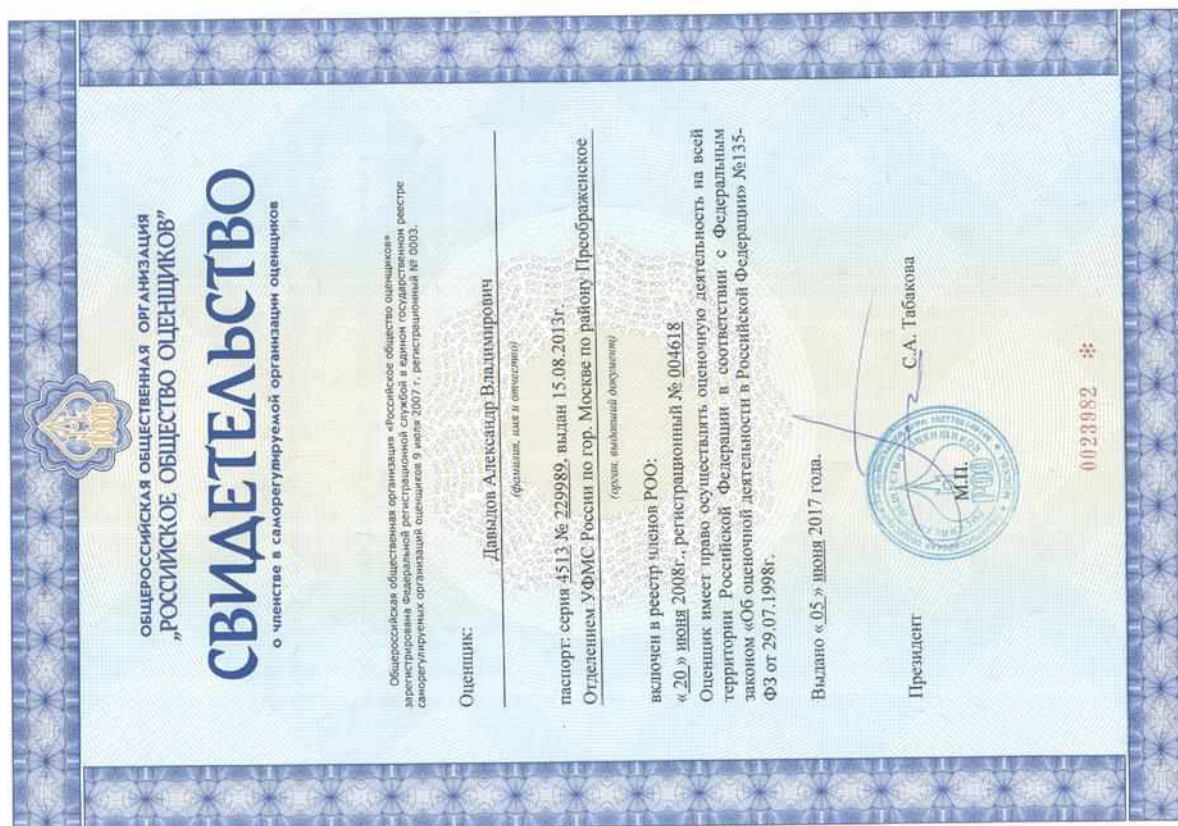 РОО
ОБЩЕРОССИЙСКАЯ ОБЩЕСТВЕННАЯ ОРГАНИЗАЦИЯ
„РОССИЙСКОЕ ОБЩЕСТВО ОЦЕНЩИКОВ”
СВИДЕТЕЛЬСТВО
о членстве в саморегулируемой организации оценщиков
Общероссийская общественная организация «Российское общество оценщиков»
зарегистрирована Федеральной регистрационной службой в едином государственном реестре
саморегулируемых организаций оценщиков 9 июля 2007 г. регистрационный № 0003.
Оценщик:
Давыдов Александр Владимирович
(фамилия, имя и отчество)
паспорт: серия 4513 № 229989, выдан 15.08.2013г.
Отделением УФМС России по гор. Москве по району Преображенское
(орган, выдавший документ)
включен в реестр членов РОО:
« 20 » июня 2008г., регистрационный № 004618
Оценщик имеет право осуществлять оценочную деятельность на всей
территории Российской Федерации в соответствии с Федеральным
законом «Об оценочной деятельности в Российской Федерации» №135-
ФЗ от 29.07.1998г.
Выдано « 05 » июня 2017 года.
Президент
С.А. Табакова
М.П.
РОО
0023982 *